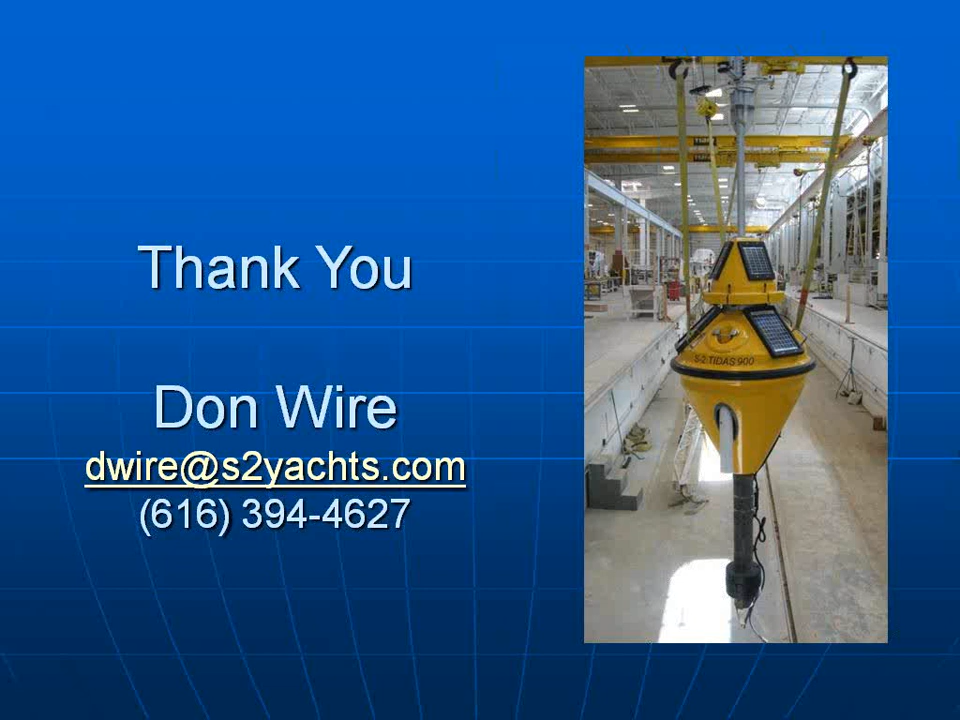 Thank You
Don Wire
dwire@s2yachts.com
(616) 394-4627
S-2 TIDAS 900